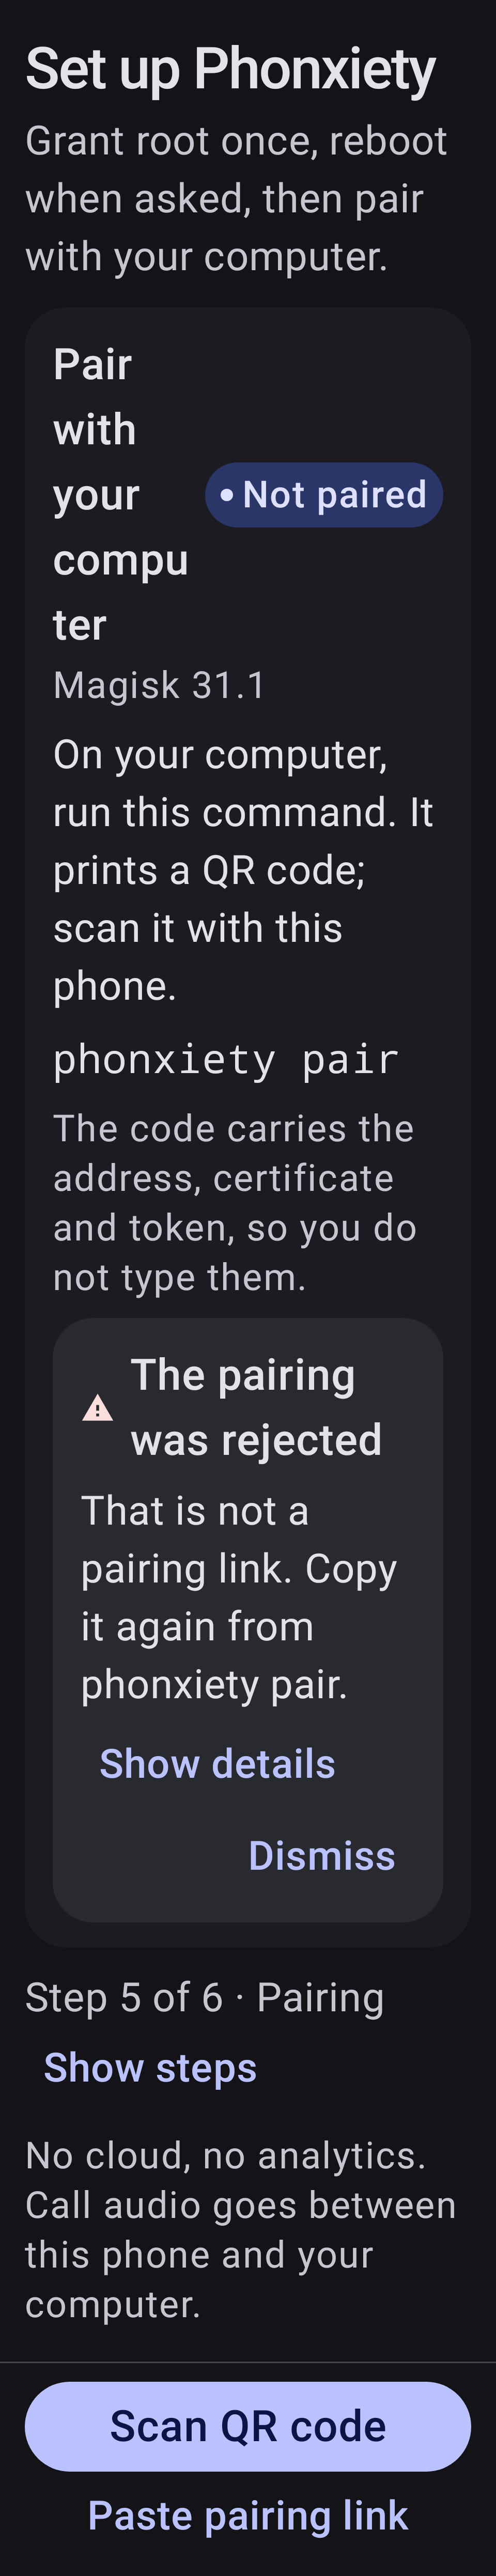 Set up Phonxiety
Grant root once, reboot
when asked, then pair
with your computer.
Pair
with
your
compu
ter
• Not paired
Magisk 31.1
On your computer,
run this command. It
prints a QR code;
scan it with this
phone.
phonxiety pair
The code carries the
address, certificate
and token, so you do
not type them.
The pairing
was rejected
That is not a
pairing link. Copy
it again from
phonxiety pair.
Show details
Dismiss
Step 5 of 6 · Pairing
Show steps
No cloud, no analytics.
Call audio goes between
this phone and your
computer.
Scan QR code
Paste pairing link